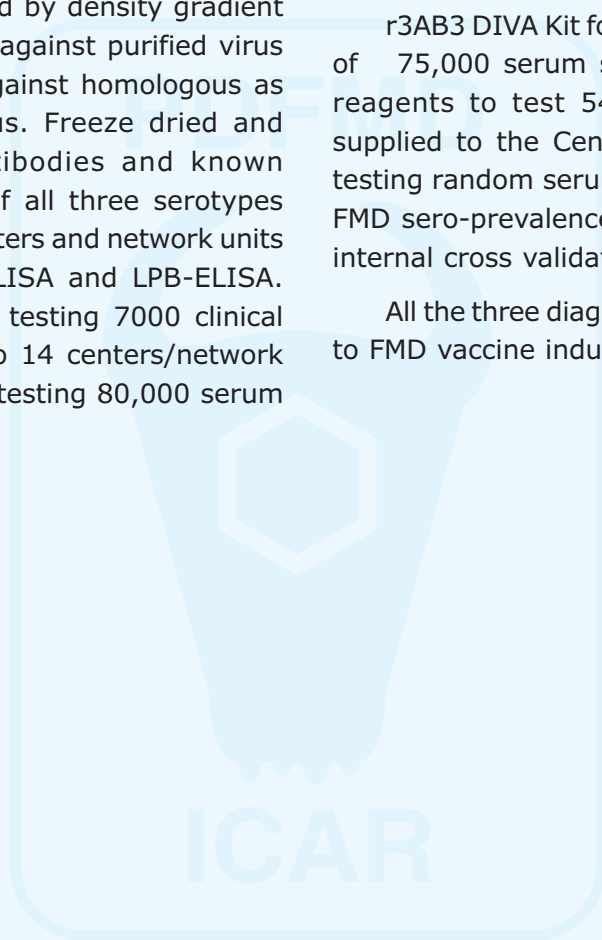 d by density gradient
against purified virus
gainst homologous as
us. Freeze dried and
tibodies and known
f all three serotypes
ters and network units
LISA and LPB-ELISA.
testing 7000 clinical
o 14 centers/network
testing 80,000 serum
r3AB3 DIVA Kit fo
of 75,000 serum s
reagents to test 54
supplied to the Cen
testing random seru
FMD sero-prevalence
internal cross valida
All the three diag
to FMD vaccine indu
PDFMD
ICAR